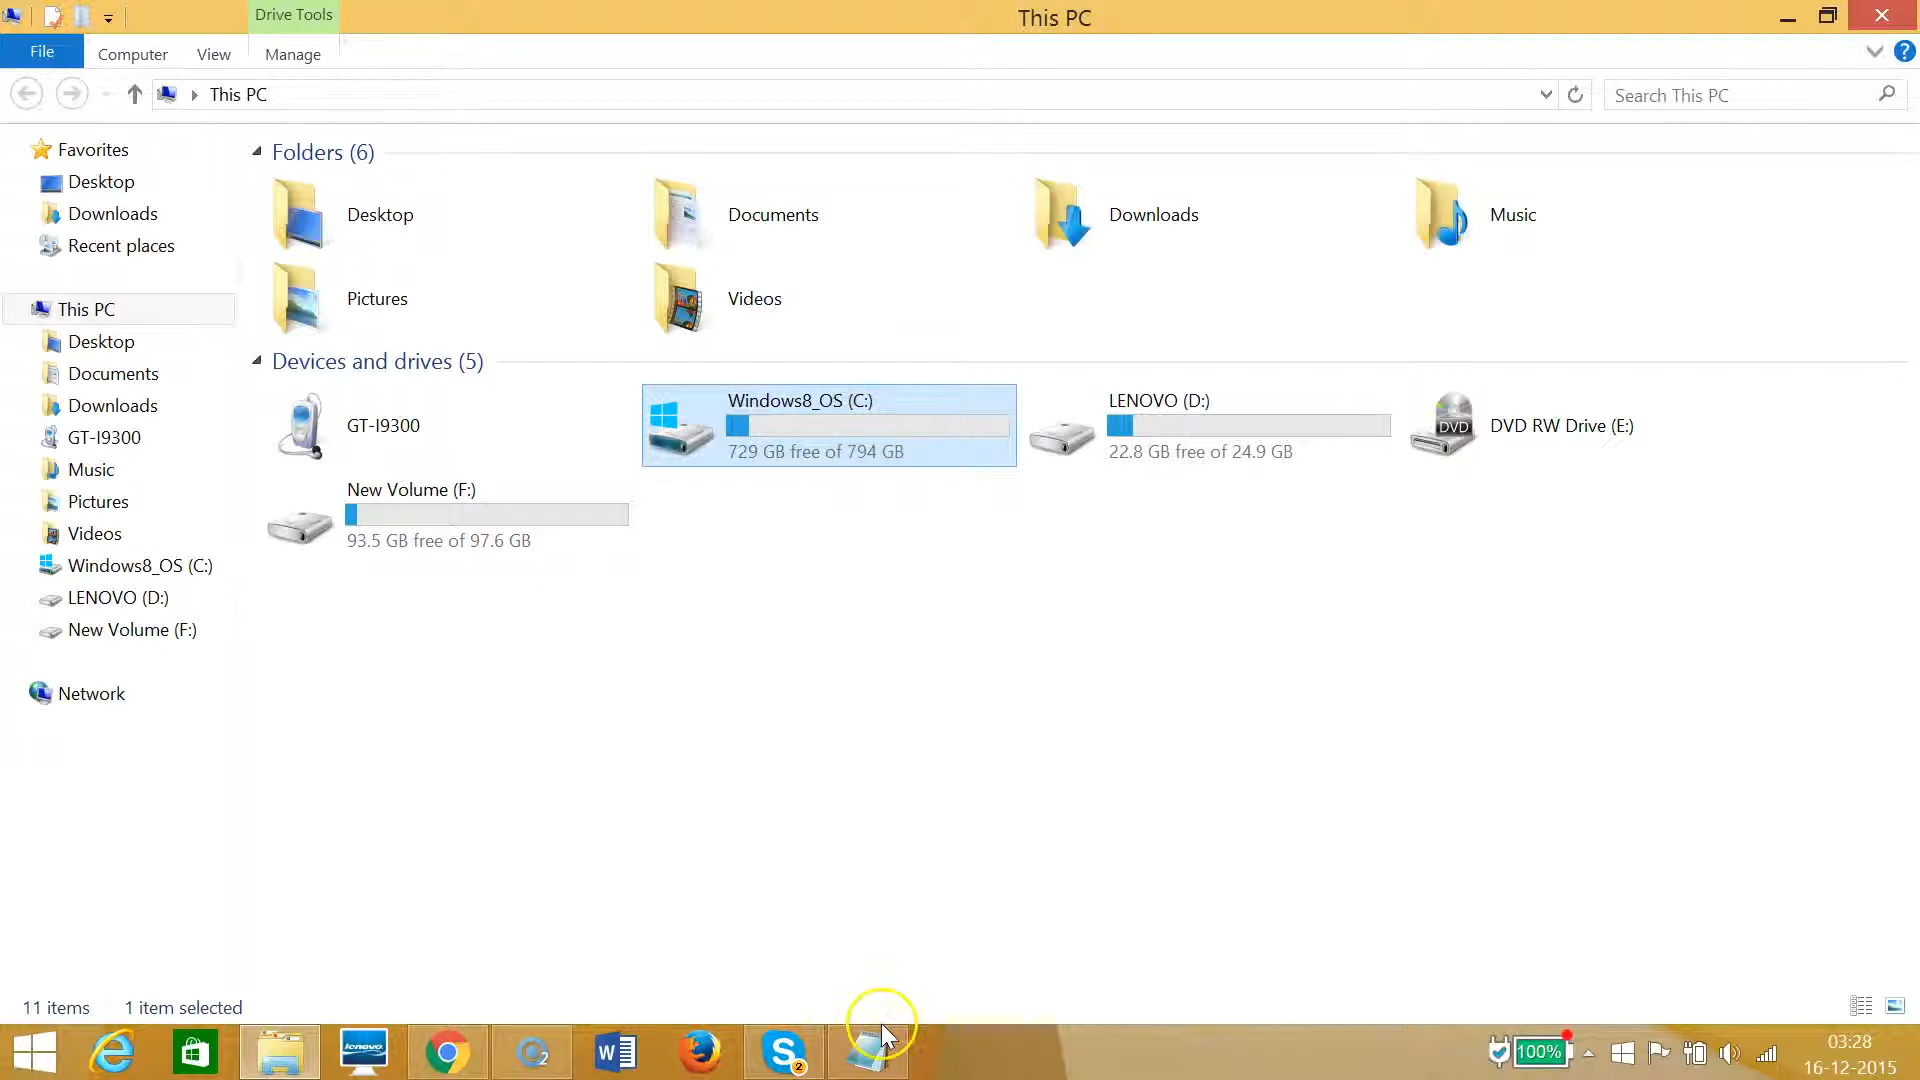 Drive Tools
This PC
File
Computer
View
Manage
This PC
Search This PC
Favorites
Desktop
Downloads
Recent places
This PC
Desktop
Documents
Downloads
GT-I9300
Music
Pictures
Videos
Windows8_OS (C:)
LENOVO (D:)
New Volume (F:)
Network
Folders (6)
Desktop
Documents
Downloads
Music
Pictures
Videos
Devices and drives (5)
GT-I9300
Windows8_OS (C:)
729 GB free of 794 GB
LENOVO (D:)
22.8 GB free of 24.9 GB
DVD
DVD RW Drive (E:)
New Volume (F:)
93.5 GB free of 97.6 GB
11 items
1 item selected
lenovo
2
W
S
2
100%
03:28
16-12-2015